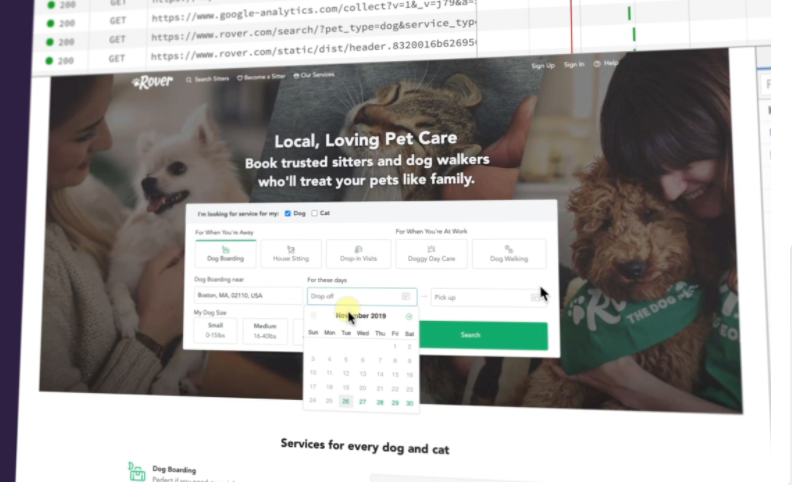 200 GET
200 GET https://www.google-analytics.com/collect?v=1&_v=j79&a=
200 GET https://www.rover.com/search/?pet_type=dog&service_typ
200 GET https://www.rover.com/static/dist/header.8320016b62695
Rover Search Sitters Become a Sitter Our Services Sign Up Sign In Help
Local, Loving Pet Care
Book trusted sitters and dog walkers
who'll treat your pets like family.
I'm looking for service for my: Dog Cat
For When You're Away For When You're At Work
Dog Boarding House Sitting Drop-In Visits Doggy Day Care Dog Walking
Dog Boarding near For these days
Boston, MA, 02110, USA Drop off Pick up
My Dog Size November 2019
Small Medium Sun Mon Tue Wed Thu Fri Sat Search
0-15lbs 16-40lbs 1 2
3 4 5 6 7 8 9
10 11 12 13 14 15 16
17 18 19 20 21 22 23
24 25 26 27 28 29 30
THE DOG
Services for every dog and cat
Dog Boarding